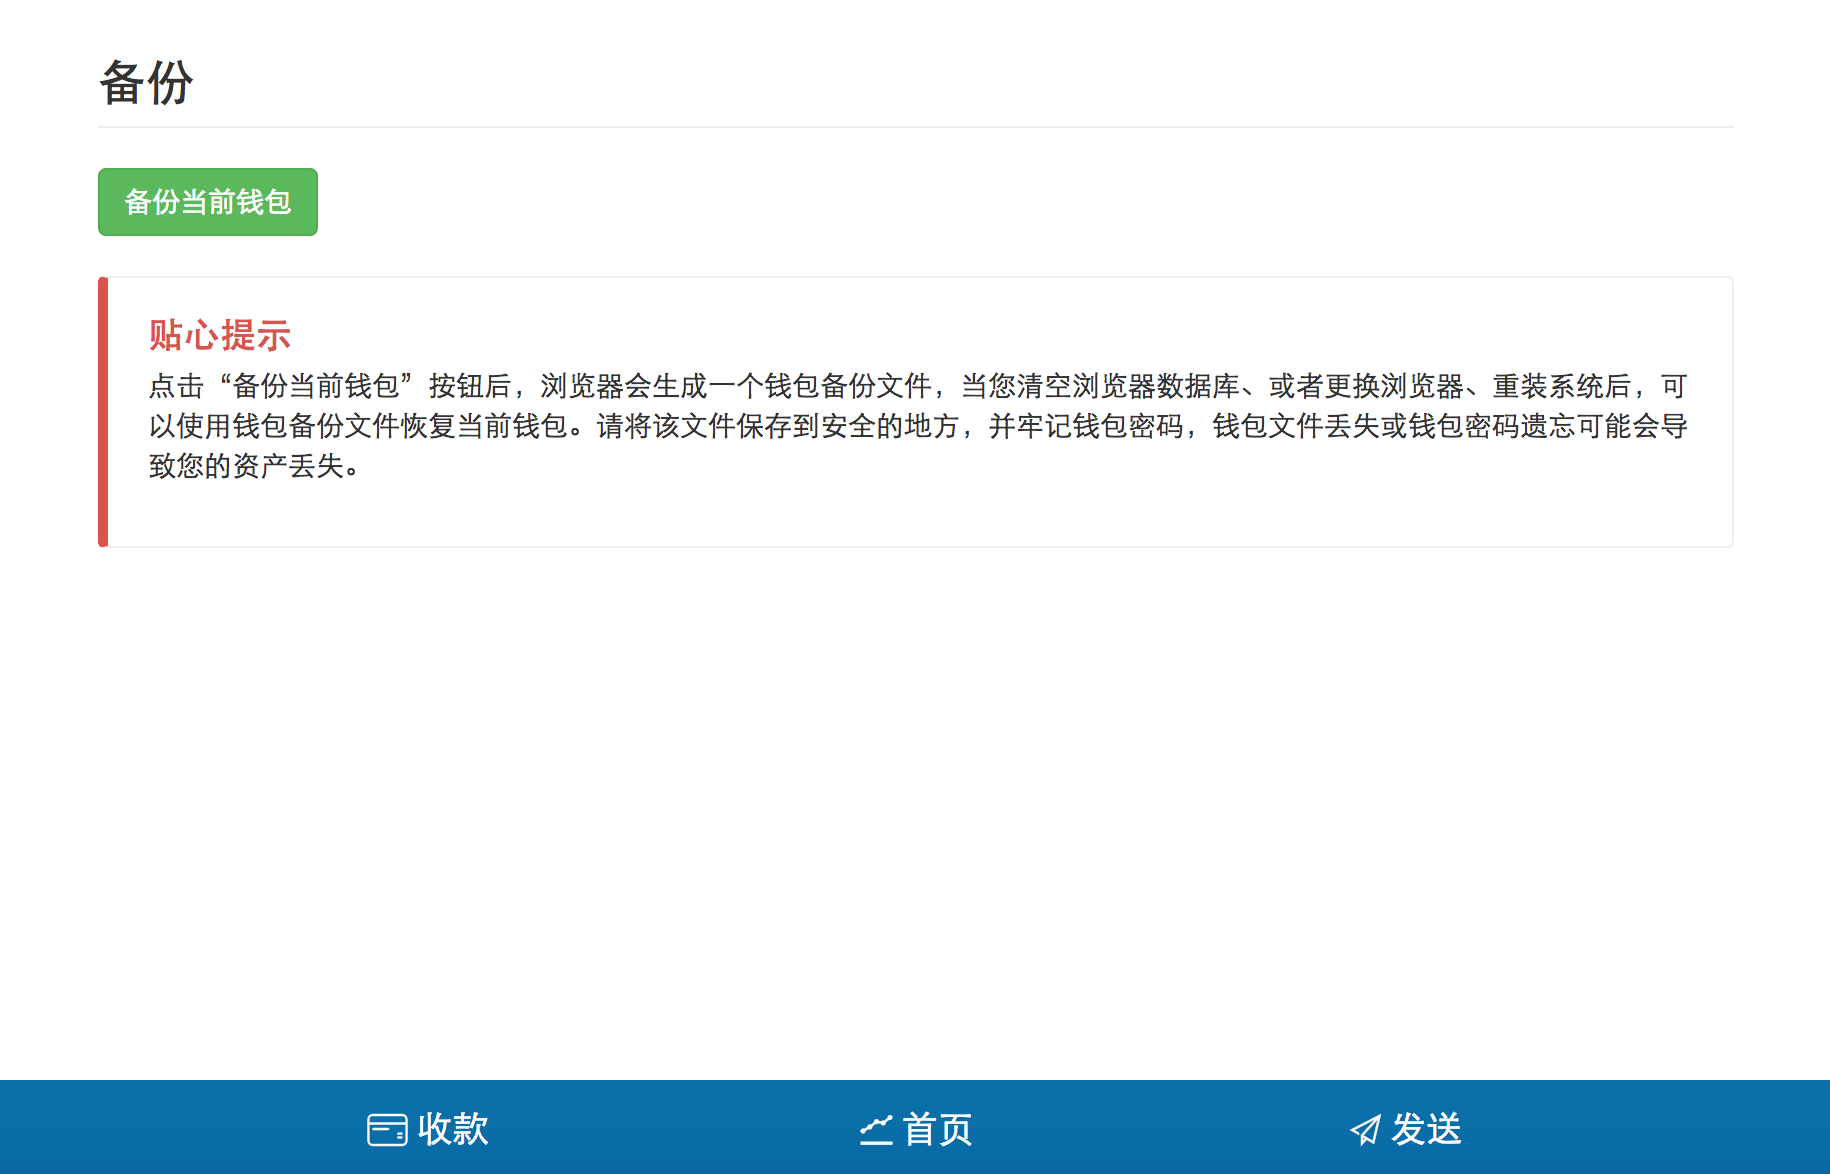 备份
备份当前钱包
贴心提示
点击“备份当前钱包”按钮后，浏览器会生成一个钱包备份文件，当您清空浏览器数据库、或者更换浏览器、重装系统后，可
以使用钱包备份文件恢复当前钱包。请将该文件保存到安全的地方，并牢记钱包密码，钱包文件丢失或钱包密码遗忘可能会导
致您的资产丢失。
收款
首页
发送